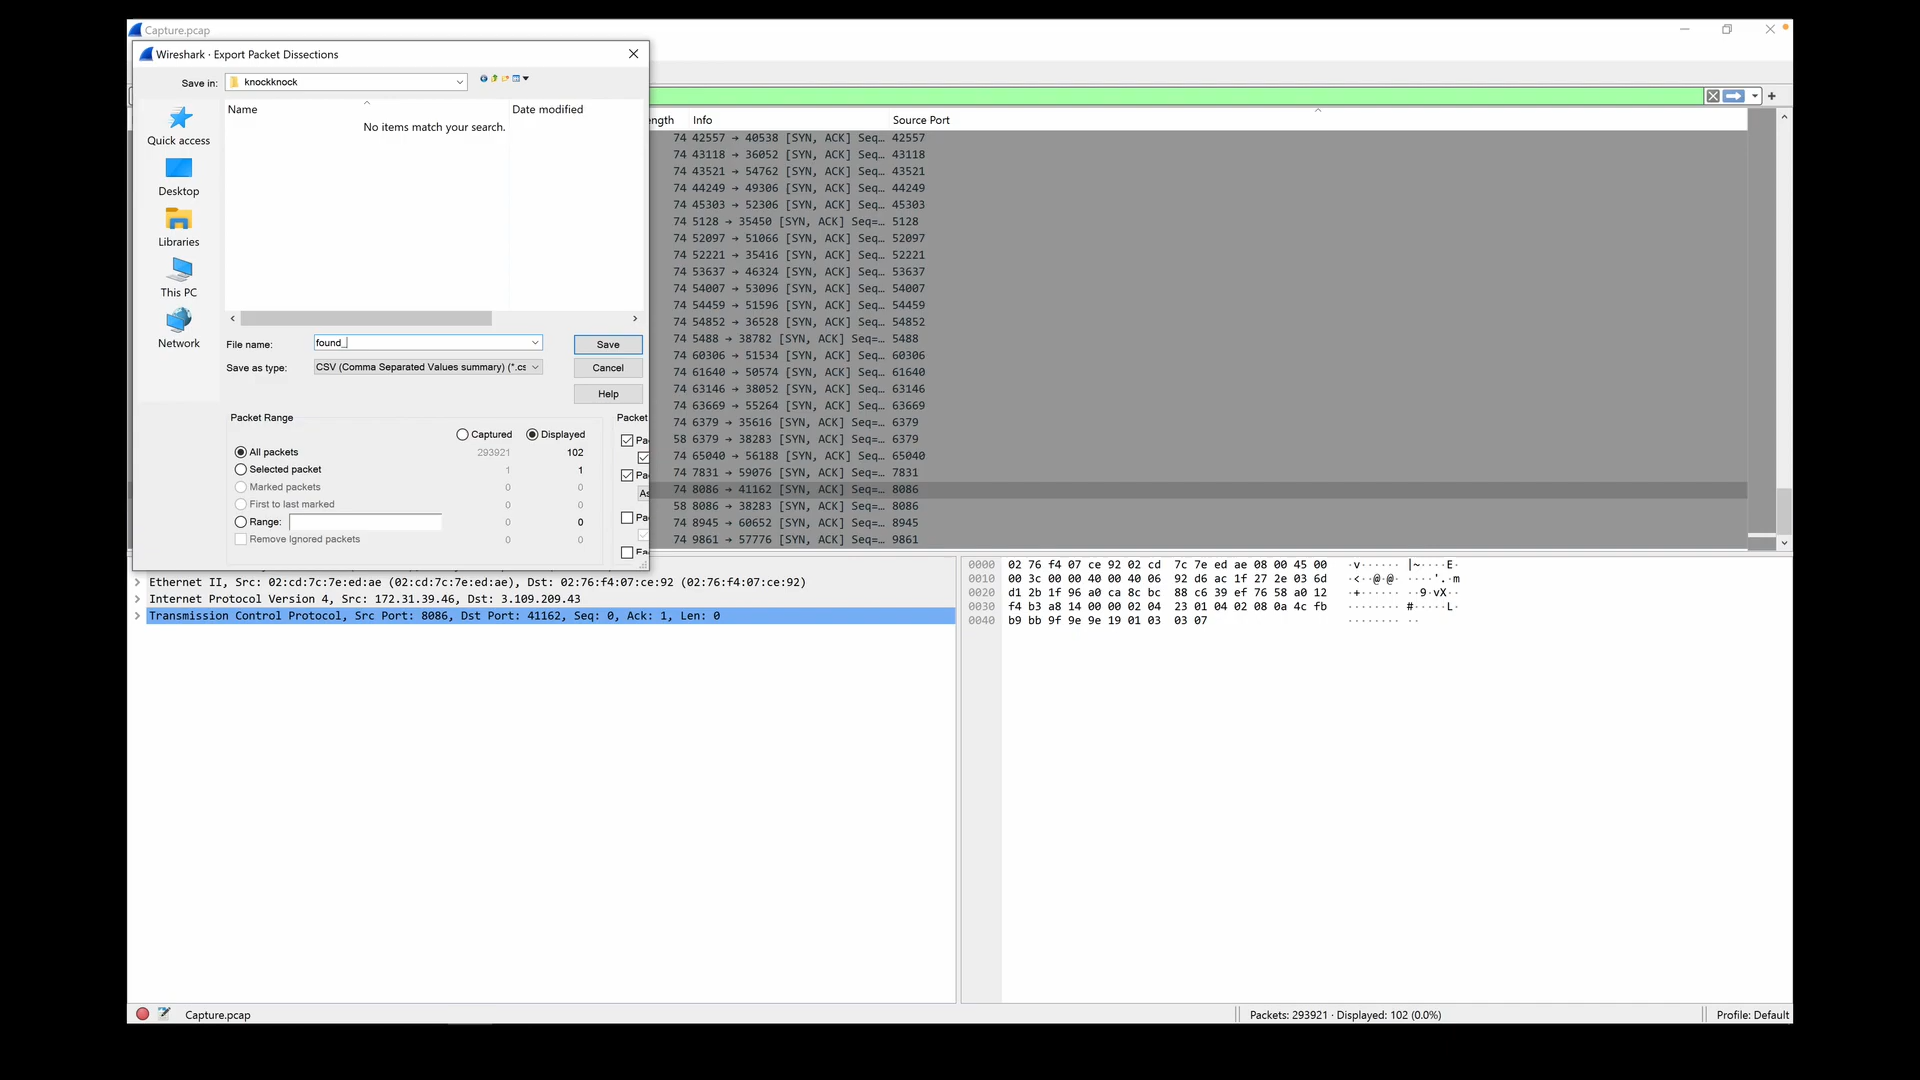 Capture.pcap
Wireshark · Export Packet Dissections
Save in: knockknock
Name Date modified
No items match your search.
Quick access
Desktop
Libraries
This PC
Network
File name: found_
Save as type: CSV (Comma Separated Values summary) (*.cs
Save
Cancel
Help
Packet Range
Captured Displayed
All packets 293921 102
Selected packet 1 1
Marked packets 0 0
First to last marked 0 0
Range: 0 0
Remove Ignored packets 0 0
Packet
Pa
Pa
As
Pa
Ea
ength Info Source Port
74 42557 → 40538 [SYN, ACK] Seq… 42557
74 43118 → 36052 [SYN, ACK] Seq… 43118
74 43521 → 54762 [SYN, ACK] Seq… 43521
74 44249 → 49306 [SYN, ACK] Seq… 44249
74 45303 → 52306 [SYN, ACK] Seq… 45303
74 5128 → 35450 [SYN, ACK] Seq=… 5128
74 52097 → 51066 [SYN, ACK] Seq… 52097
74 52221 → 35416 [SYN, ACK] Seq… 52221
74 53637 → 46324 [SYN, ACK] Seq… 53637
74 54007 → 53096 [SYN, ACK] Seq… 54007
74 54459 → 51596 [SYN, ACK] Seq… 54459
74 54852 → 36528 [SYN, ACK] Seq… 54852
74 5488 → 38782 [SYN, ACK] Seq=… 5488
74 60306 → 51534 [SYN, ACK] Seq… 60306
74 61640 → 50574 [SYN, ACK] Seq… 61640
74 63146 → 38052 [SYN, ACK] Seq… 63146
74 63669 → 55264 [SYN, ACK] Seq… 63669
74 6379 → 35616 [SYN, ACK] Seq=… 6379
58 6379 → 38283 [SYN, ACK] Seq=… 6379
74 65040 → 56188 [SYN, ACK] Seq… 65040
74 7831 → 59076 [SYN, ACK] Seq=… 7831
74 8086 → 41162 [SYN, ACK] Seq=… 8086
58 8086 → 38283 [SYN, ACK] Seq=… 8086
74 8945 → 60652 [SYN, ACK] Seq=… 8945
74 9861 → 57776 [SYN, ACK] Seq=… 9861
Ethernet II, Src: 02:cd:7c:7e:ed:ae (02:cd:7c:7e:ed:ae), Dst: 02:76:f4:07:ce:92 (02:76:f4:07:ce:92)
Internet Protocol Version 4, Src: 172.31.39.46, Dst: 3.109.209.43
Transmission Control Protocol, Src Port: 8086, Dst Port: 41162, Seq: 0, Ack: 1, Len: 0
0000 02 76 f4 07 ce 92 02 cd 7c 7e ed ae 08 00 45 00 ·v······ |~····E·
0010 00 3c 00 00 40 00 40 06 92 d6 ac 1f 27 2e 03 6d ·<··@·@· ····'.·m
0020 d1 2b 1f 96 a0 ca 8c bc 88 c6 39 ef 76 58 a0 12 ·+······ ··9·vX··
0030 f4 b3 a8 14 00 00 02 04 23 01 04 02 08 0a 4c fb ········ #·····L·
0040 b9 bb 9f 9e 9e 19 01 03 03 07 ········ ··
Capture.pcap
Packets: 293921 · Displayed: 102 (0.0%)
Profile: Default